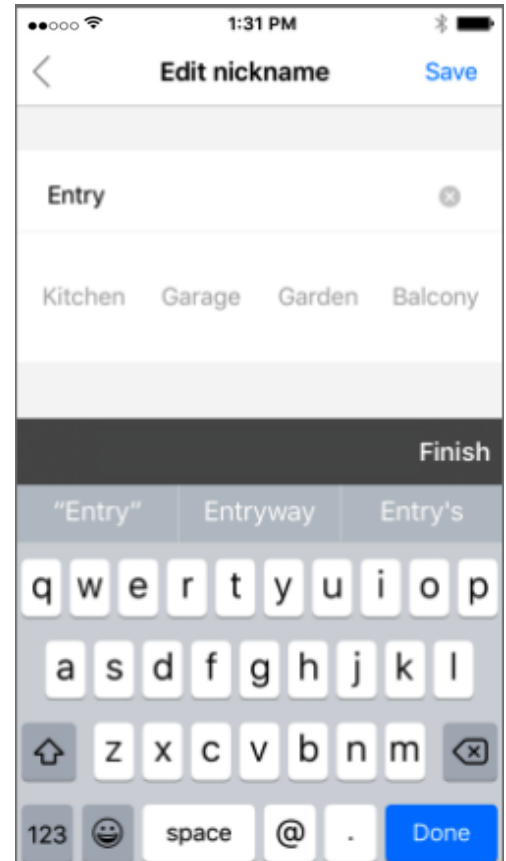 1:31 PM
Edit nickname Save
Entry
Kitchen Garage Garden Balcony
Finish
"Entry" Entryway Entry's
q w e r t y u i o p
a s d f g h j k l
z x c v b n m
123 space @ . Done